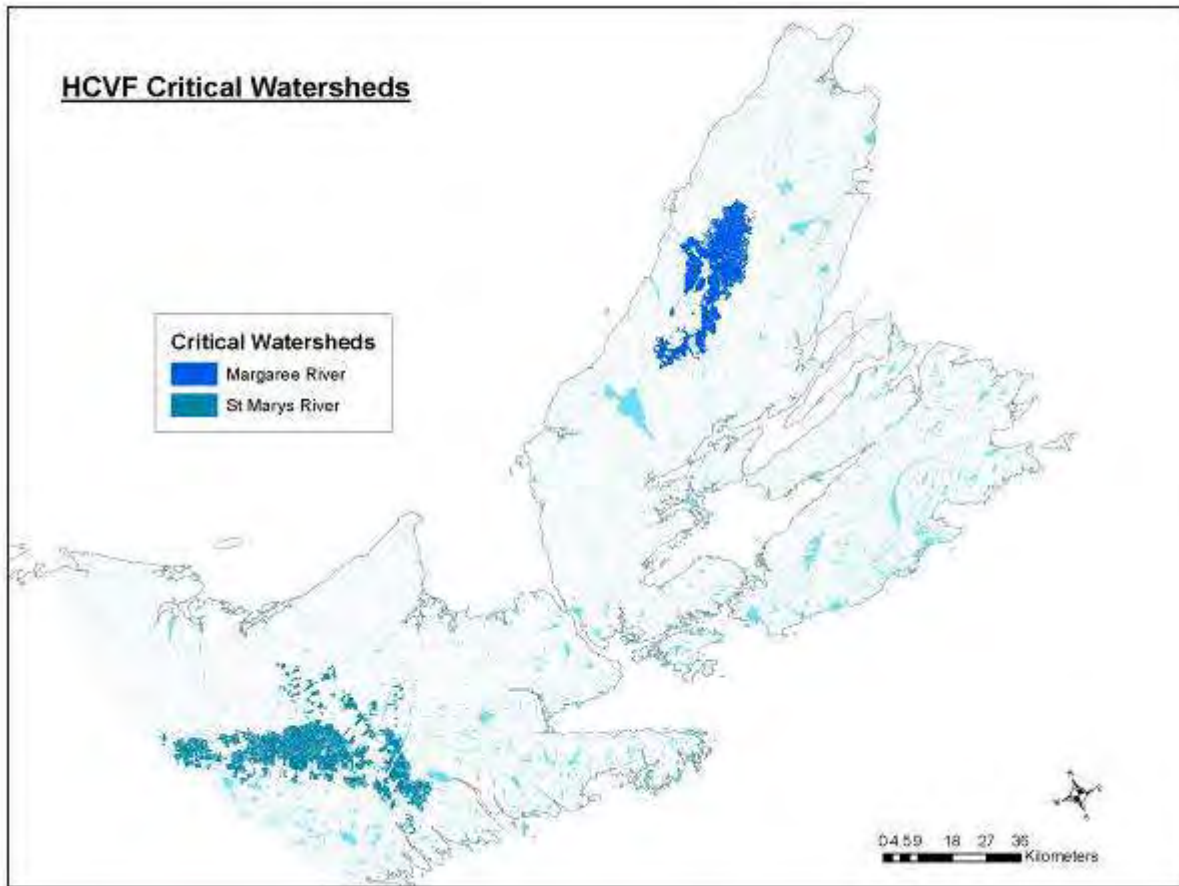 HCVF Critical Watersheds
Critical Watersheds
Margaree River
St Marys River
0 4.5 9 18 27 36
Kilometers